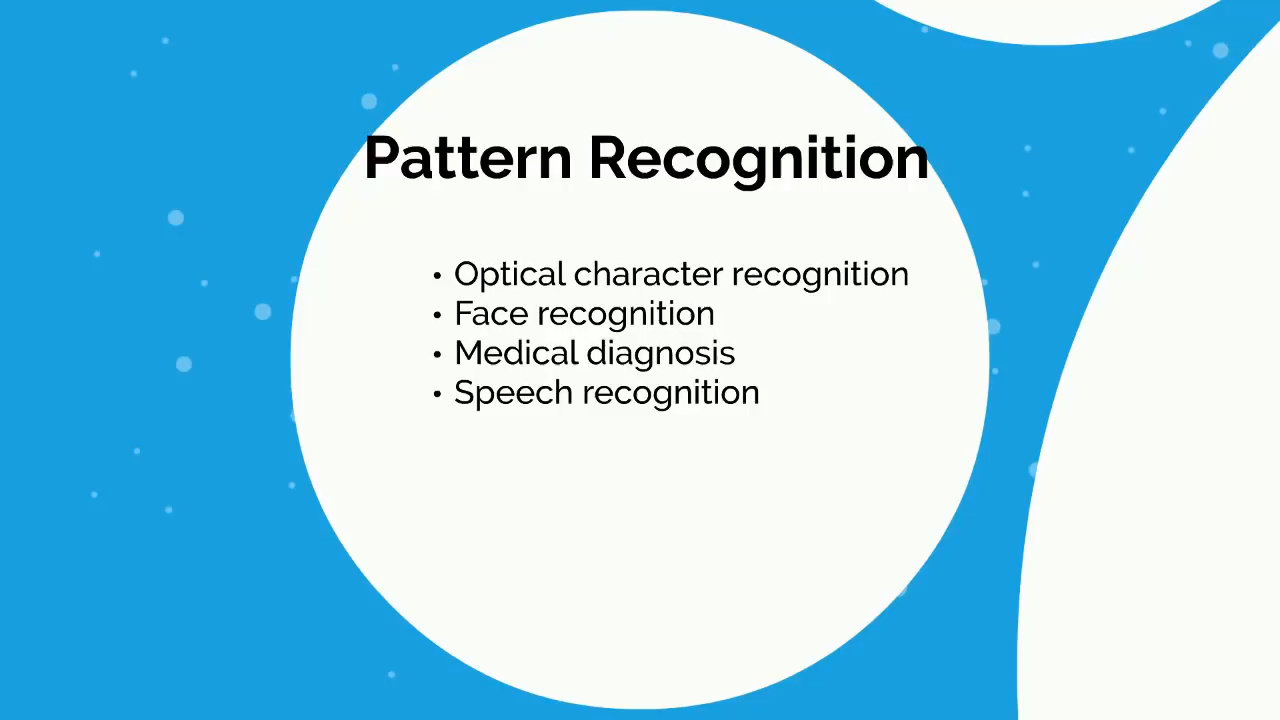 Pattern Recognition
• Optical character recognition
• Face recognition
• Medical diagnosis
• Speech recognition